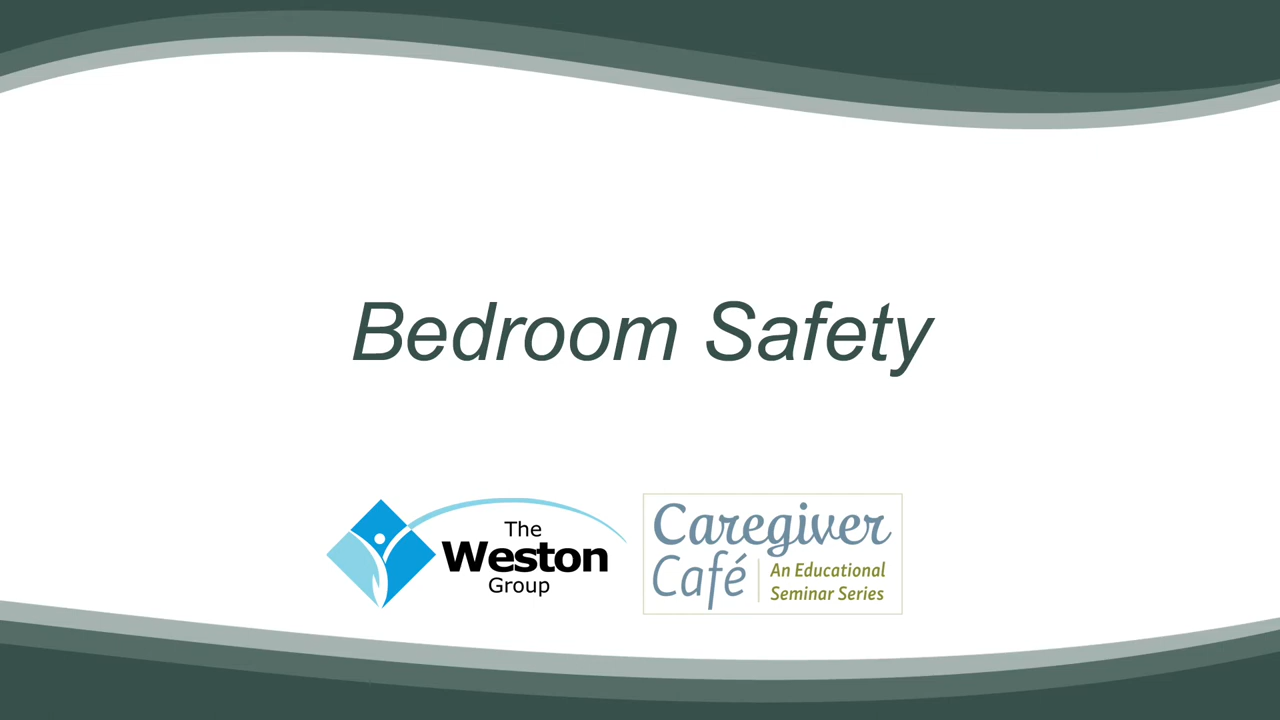 Bedroom Safety
The
Weston
Group
Caregiver
Café
An Educational
Seminar Series